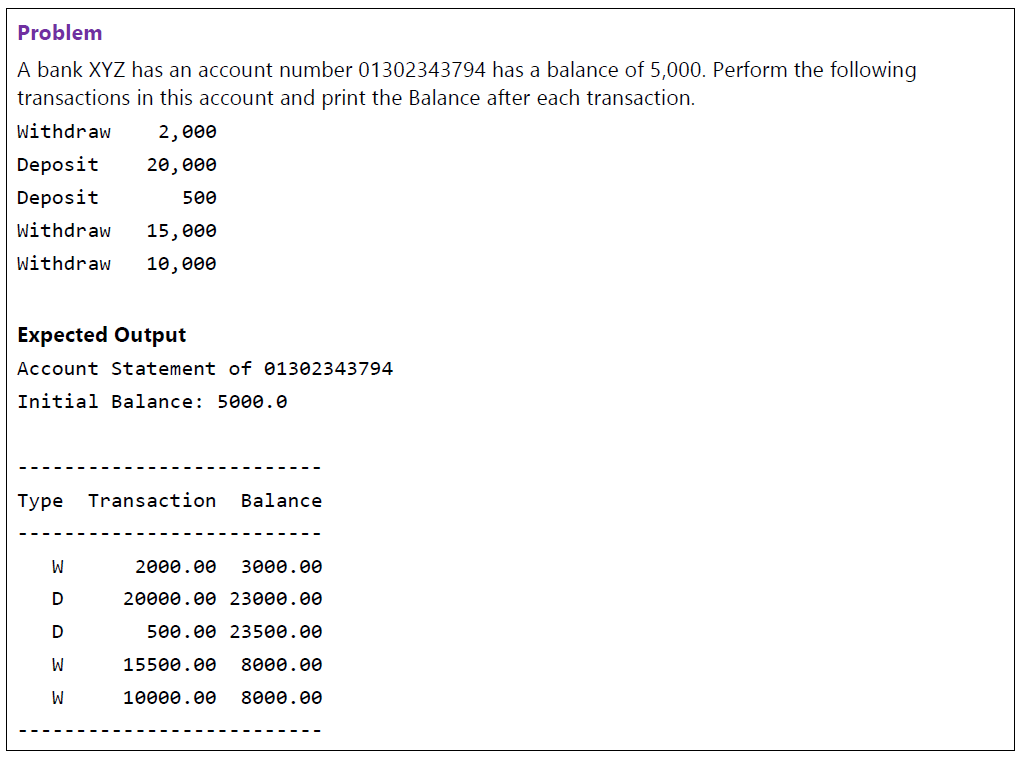 Problem
A bank XYZ has an account number 01302343794 has a balance of 5,000. Perform the following
transactions in this account and print the Balance after each transaction.
Withdraw    2,000
Deposit    20,000
Deposit       500
Withdraw   15,000
Withdraw   10,000
Expected Output
Account Statement of 01302343794
Initial Balance: 5000.0
--------------------------
Type  Transaction  Balance
--------------------------
   W      2000.00  3000.00
   D     20000.00 23000.00
   D       500.00 23500.00
   W     15500.00  8000.00
   W     10000.00  8000.00
--------------------------